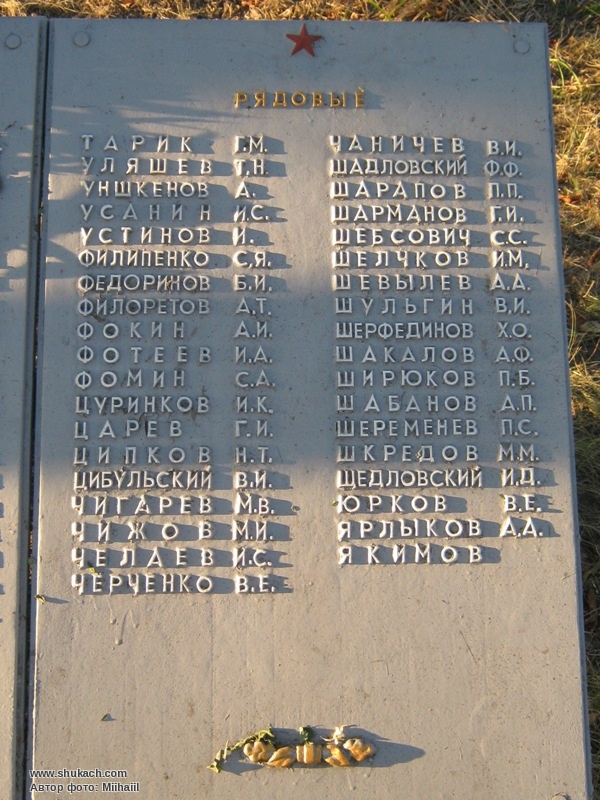 РЯДОВЫЕ
ТАРИК Г.М.
УЛЯШЕВ Т.Н.
УНШКЕНОВ А.
УСАНИН И.С.
УСТИНОВ И.
ФИЛИПЕНКО С.Я.
ФЕДОРИНОВ Б.И.
ФИЛОРЕТОВ А.Т.
ФОКИН А.И.
ФОТЕЕВ И.А.
ФОМИН С.А.
ЦУРИНКОВ И.К.
ЦАРЕВ Г.И.
ЦИПКОВ Н.Т.
ЦИБУЛЬСКИЙ В.И.
ЧИГАРЕВ М.В.
ЧИЖОВ М.И.
ЧЕЛАЕВ И.С.
ЧЕРЧЕНКО В.Е.
ЧАНИЧЕВ В.И.
ШАДЛОВСКИЙ Ф.Ф.
ШАРАПОВ П.П.
ШАРМАНОВ Г.И.
ШЕБСОВИЧ С.С.
ШЕЛЧКОВ И.М.
ШЕВЫЛЕВ А.А.
ШУЛЬГИН В.И.
ШЕРФЕДИНОВ Х.О.
ШАКАЛОВ А.Ф.
ШИРЮКОВ П.Б.
ШАБАНОВ А.П.
ШЕРЕМЕНЕВ П.С.
ШКРЕДОВ М.М.
ЩЕДЛОВСКИЙ И.Д.
ЮРКОВ В.Е.
ЯРЛЫКОВ А.А.
ЯКИМОВ
www.shukach.com
Автор фото: Miihaiil